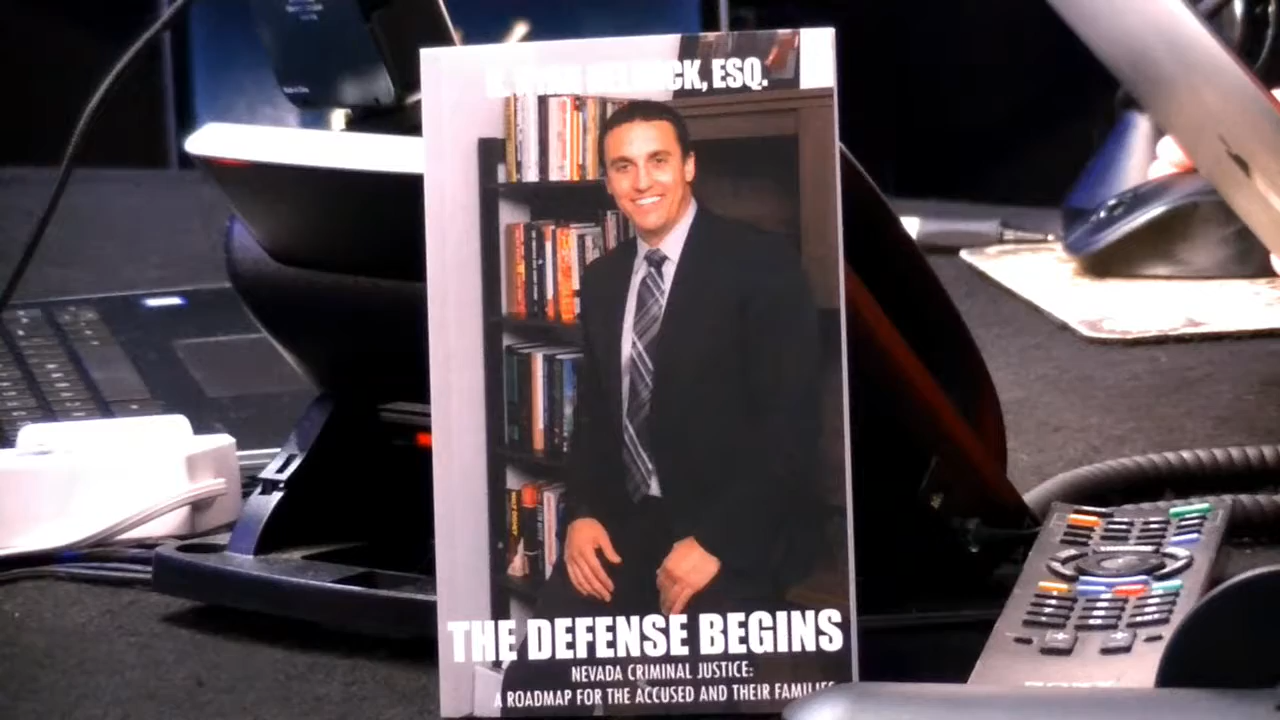 ESQ.
THE DEFENSE BEGINS
NEVADA CRIMINAL JUSTICE:
A ROADMAP FOR THE ACCUSED AND THEIR FAMILIES